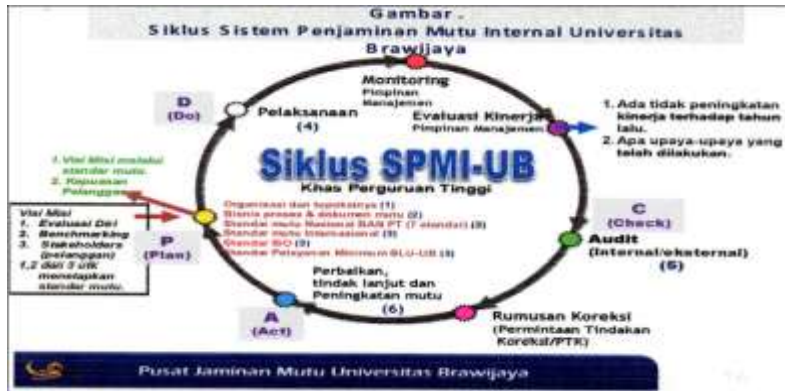 Gambar .
Siklus Sistem Penjaminan Mutu Internal Universitas
Brawijaya
Monitoring
Pimpinan
Manajemen
D
(Do)
Pelaksanaan
(4)
Evaluasi Kinerja
Pimpinan Manajemen
1. Ada tidak peningkatan
kinerja terhadap tahun
lalu.
2. Apa upaya-upaya yang
telah dilakukan.
1. Visi Misi melalui
standar mutu.
2. Kepuasan
Pelanggan
Siklus SPMI-UB
Khas Perguruan Tinggi
Organisasi dan tupoksinya (1)
Bisnis proses & dokumen mutu (2)
Standar mutu Nasional BAN PT (7 standar) (3)
Standar mutu Internasional (3)
Standar ISO (3)
Standar Pelayanan Minimum BLU-UB (3)
Visi Misi
1. Evaluasi Diri
2. Benchmarking
3. Stakeholders
(pelanggan)
1,2 dan 3 utk
menetapkan
standar mutu.
P
(Plan)
C
(Check)
Audit
(Internal/eksternal)
(5)
Perbaikan,
tindak lanjut dan
Peningkatan mutu
(6)
A
(Act)
Rumusan Koreksi
(Permintaan Tindakan
Koreksi/PTK)
Pusat Jaminan Mutu Universitas Brawijaya